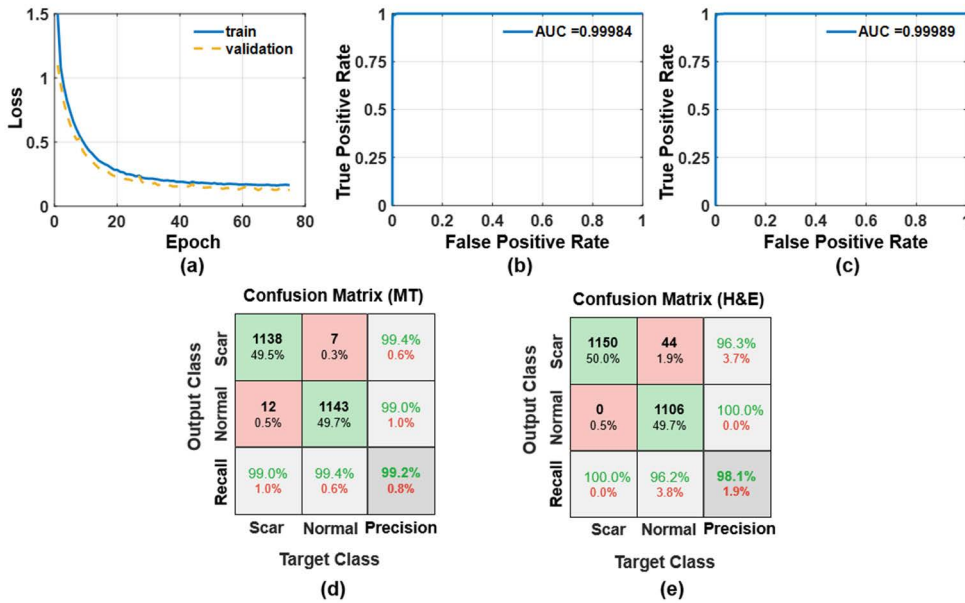 1.5
1
0.5
0
0 20 40 60 80
Loss
Epoch
train
validation
(a)
1
0.75
0.5
0.25
0
0 0.2 0.4 0.6 0.8 1
True Positive Rate
False Positive Rate
AUC =0.99984
(b)
1
0.75
0.5
0.25
0
0 0.2 0.4 0.6 0.8 1
True Positive Rate
False Positive Rate
AUC =0.99989
(c)
Confusion Matrix (MT)
Output Class
Scar
1138 7 99.4%
49.5% 0.3% 0.6%
Normal
12 1143 99.0%
0.5% 49.7% 1.0%
Recall
99.0% 99.4% 99.2%
1.0% 0.6% 0.8%
Scar Normal Precision
Target Class
(d)
Confusion Matrix (H&E)
Output Class
Scar
1150 44 96.3%
50.0% 1.9% 3.7%
Normal
0 1106 100.0%
0.5% 49.7% 0.0%
Recall
100.0% 96.2% 98.1%
0.0% 3.8% 1.9%
Scar Normal Precision
Target Class
(e)